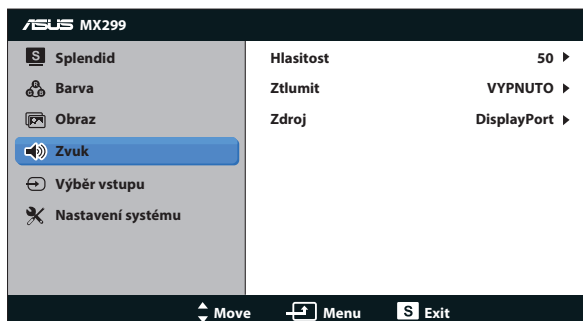 ASUS MX299
S Splendid
Barva
Obraz
Zvuk
Výběr vstupu
Nastavení systému
Hlasitost 50
Ztlumit VYPNUTO
Zdroj DisplayPort
Move Menu S Exit